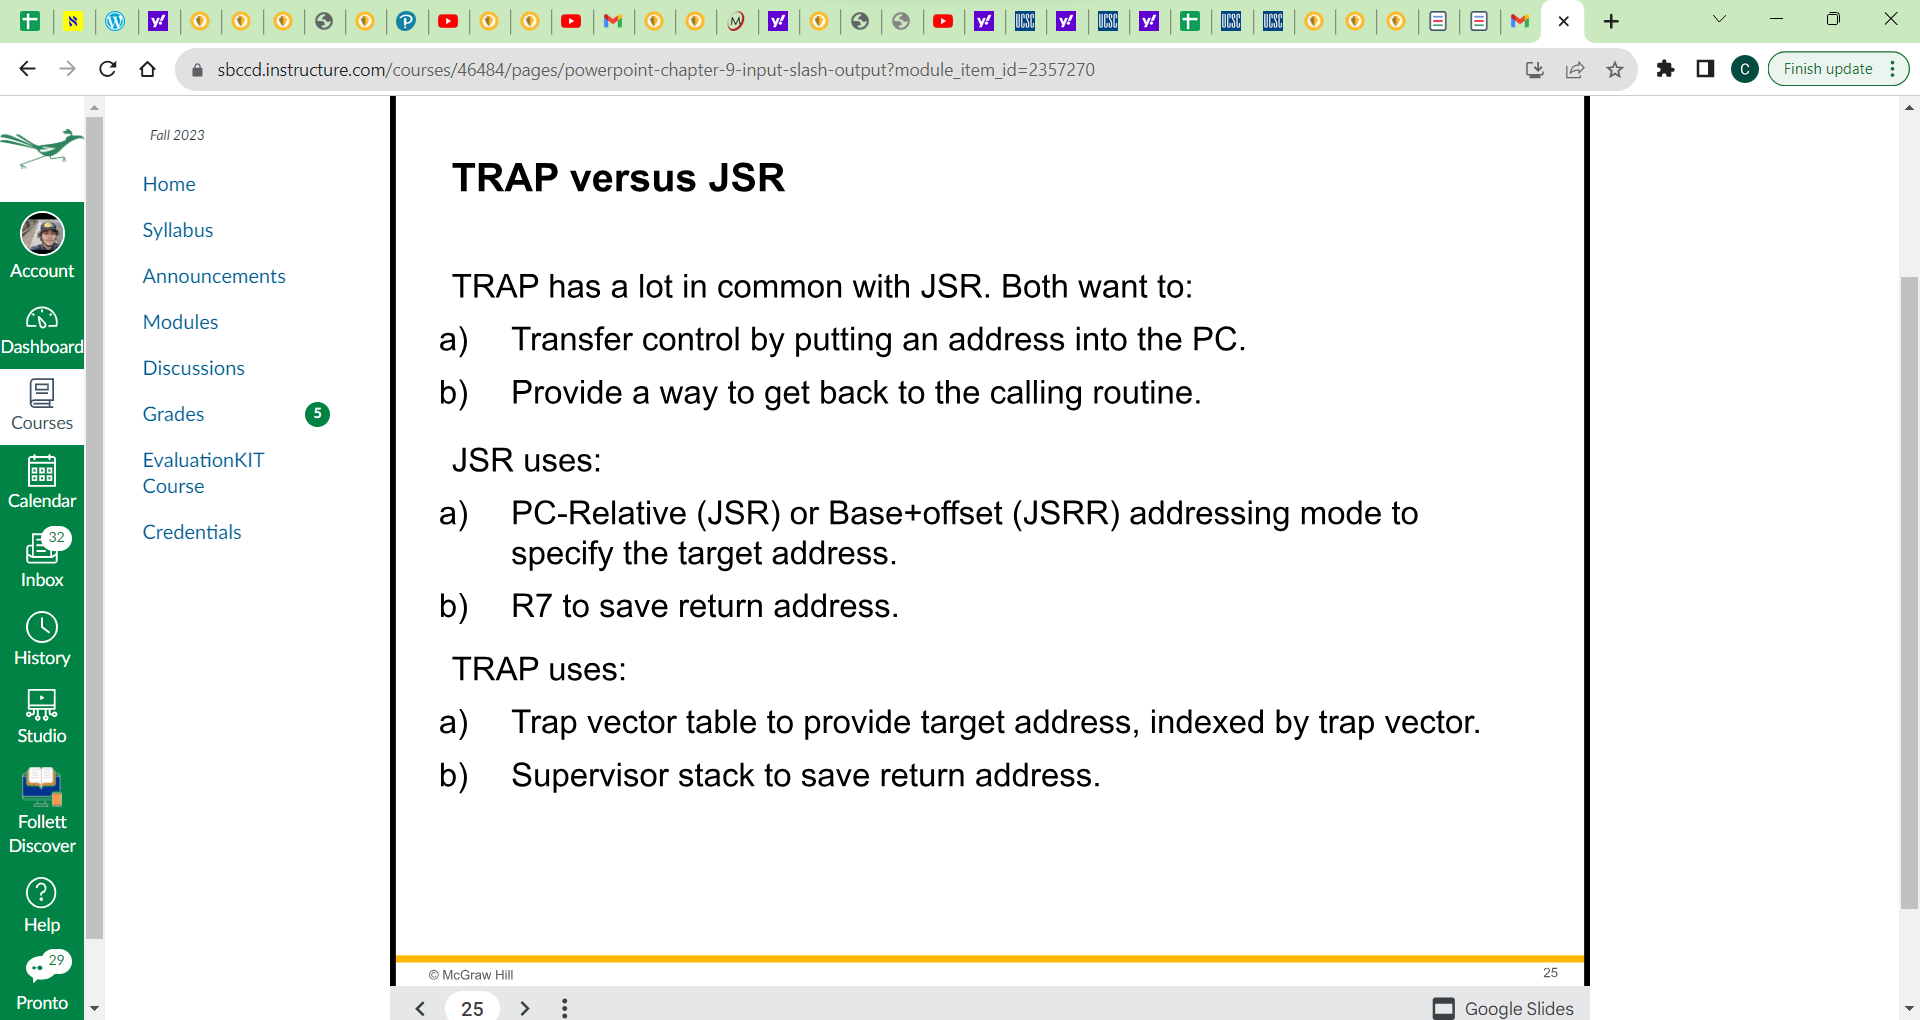 sbccd.instructure.com/courses/46484/pages/powerpoint-chapter-9-input-slash-output?module_item_id=2357270
C
Finish update
Account
Dashboard
Courses
Calendar
32
Inbox
History
Studio
Follett
Discover
Help
29
Pronto
Fall 2023
Home
Syllabus
Announcements
Modules
Discussions
Grades
5
EvaluationKIT
Course
Credentials
TRAP versus JSR
TRAP has a lot in common with JSR. Both want to:
a) Transfer control by putting an address into the PC.
b) Provide a way to get back to the calling routine.
JSR uses:
a) PC-Relative (JSR) or Base+offset (JSRR) addressing mode to
specify the target address.
b) R7 to save return address.
TRAP uses:
a) Trap vector table to provide target address, indexed by trap vector.
b) Supervisor stack to save return address.
© McGraw Hill
25
25
Google Slides